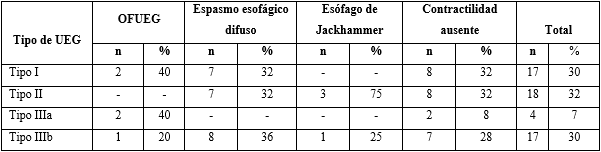 Tipo de UEG OFUEG Espasmo esofágico difuso Esófago de Jackhammer Contractilidad ausente Total
n % n % n % n % n %
Tipo I 2 40 7 32 - - 8 32 17 30
Tipo II - - 7 32 3 75 8 32 18 32
Tipo IIIa 2 40 - - - - 2 8 4 7
Tipo IIIb 1 20 8 36 1 25 7 28 17 30